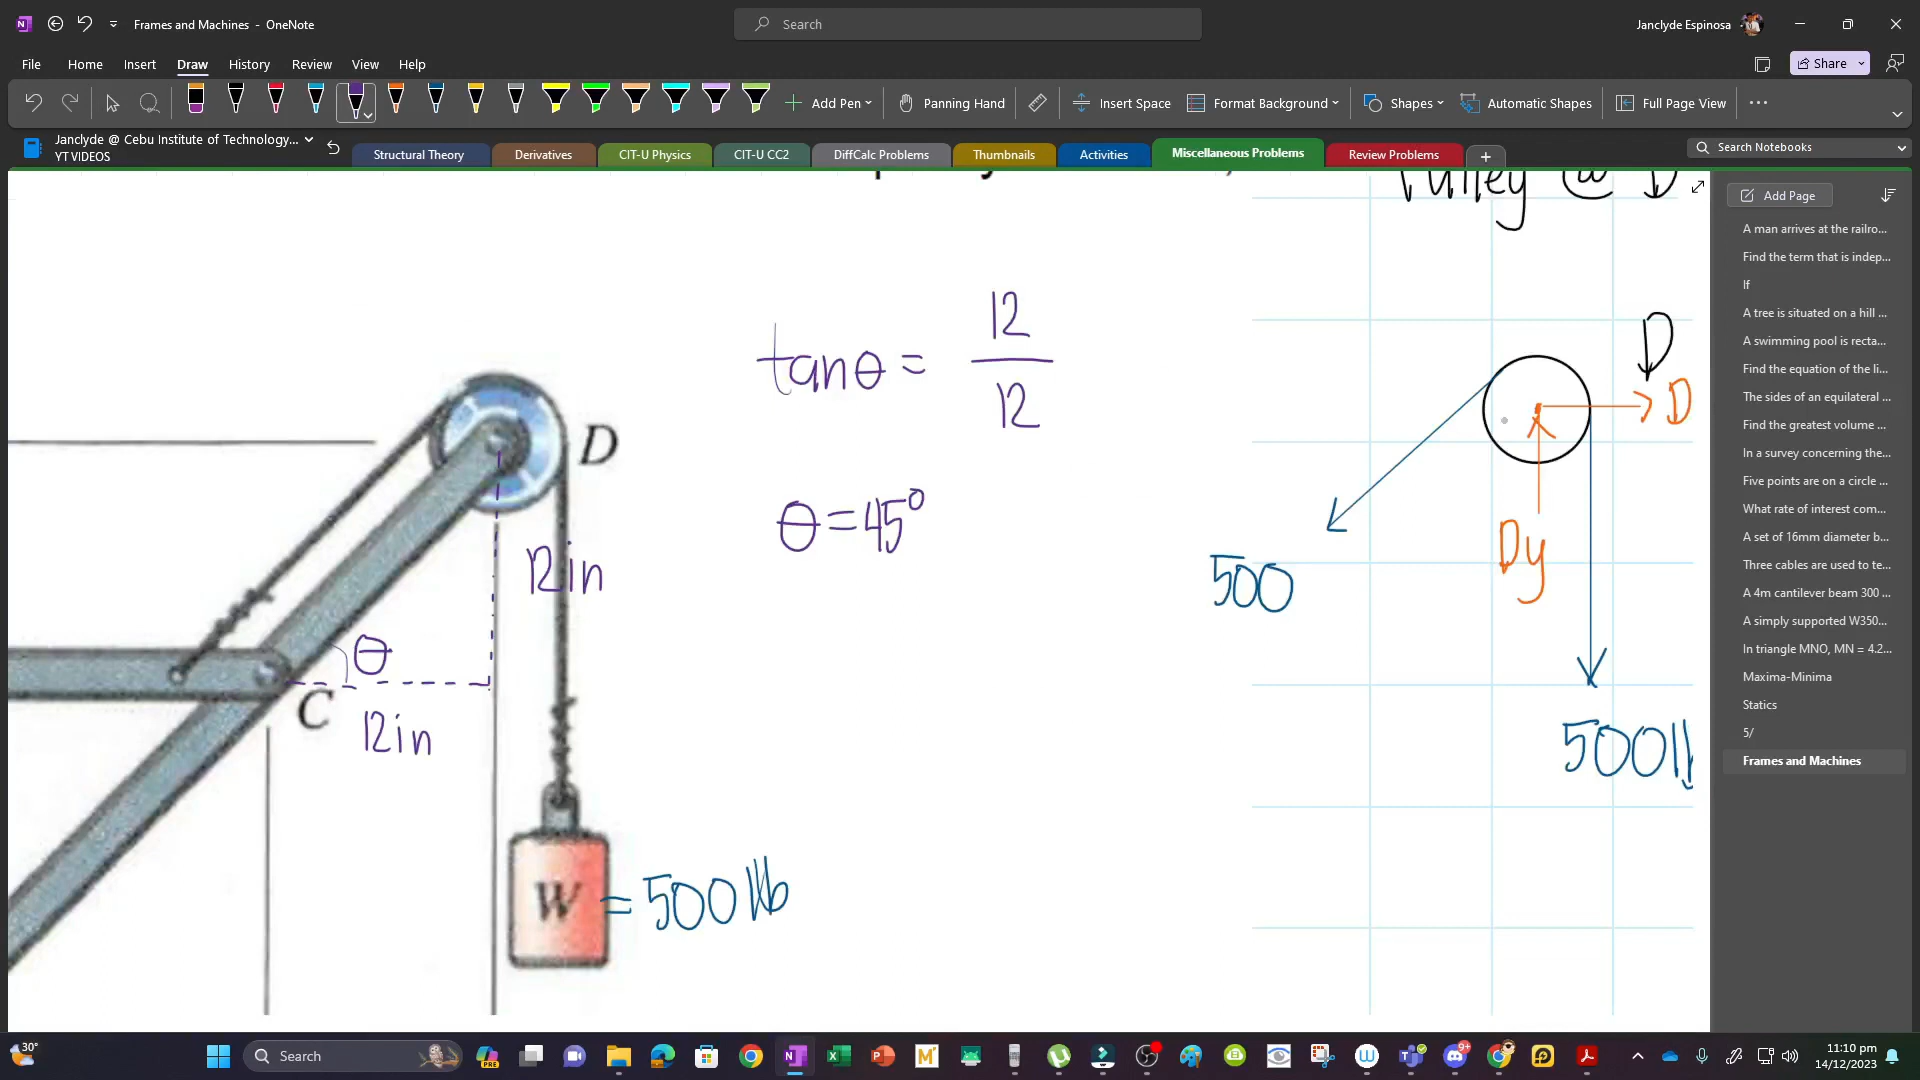 Frames and Machines - OneNote
Search
Janclyde Espinosa
File Home Insert Draw History Review View Help
Share
Add Pen
Panning Hand
Insert Space
Format Background
Shapes
Automatic Shapes
Full Page View
Janclyde @ Cebu Institute of Technology...
YT VIDEOS
Structural Theory
Derivatives
CIT-U Physics
CIT-U CC2
DiffCalc Problems
Thumbnails
Activities
Miscellaneous Problems
Review Problems
+
Search Notebooks
Add Page
A man arrives at the railro...
Find the term that is indep...
If
A tree is situated on a hill ...
A swimming pool is recta...
Find the equation of the li...
The sides of an equilateral ...
Find the greatest volume ...
In a survey concerning the...
Five points are on a circle ...
What rate of interest com...
A set of 16mm diameter b...
Three cables are used to te...
A 4m cantilever beam 300 ...
A simply supported W350...
In triangle MNO, MN = 4.2...
Maxima-Minima
Statics
5/
Frames and Machines
Pulley @ D
tanθ = 12
12
θ = 45°
D
12in
θ
C
12in
W = 500 lb
D
D
Dy
500
500 lb
30°
Search
PRE
9+
11:10 pm
14/12/2023